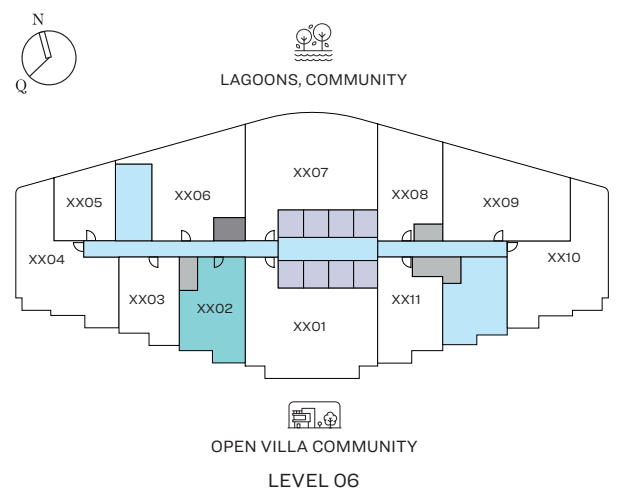 N
Q
LAGOONS, COMMUNITY
XX07
XX05
XX06
XX08
XX09
XX04
XX10
XX03
XX02
XX01
XX11
OPEN VILLA COMMUNITY
LEVEL 06